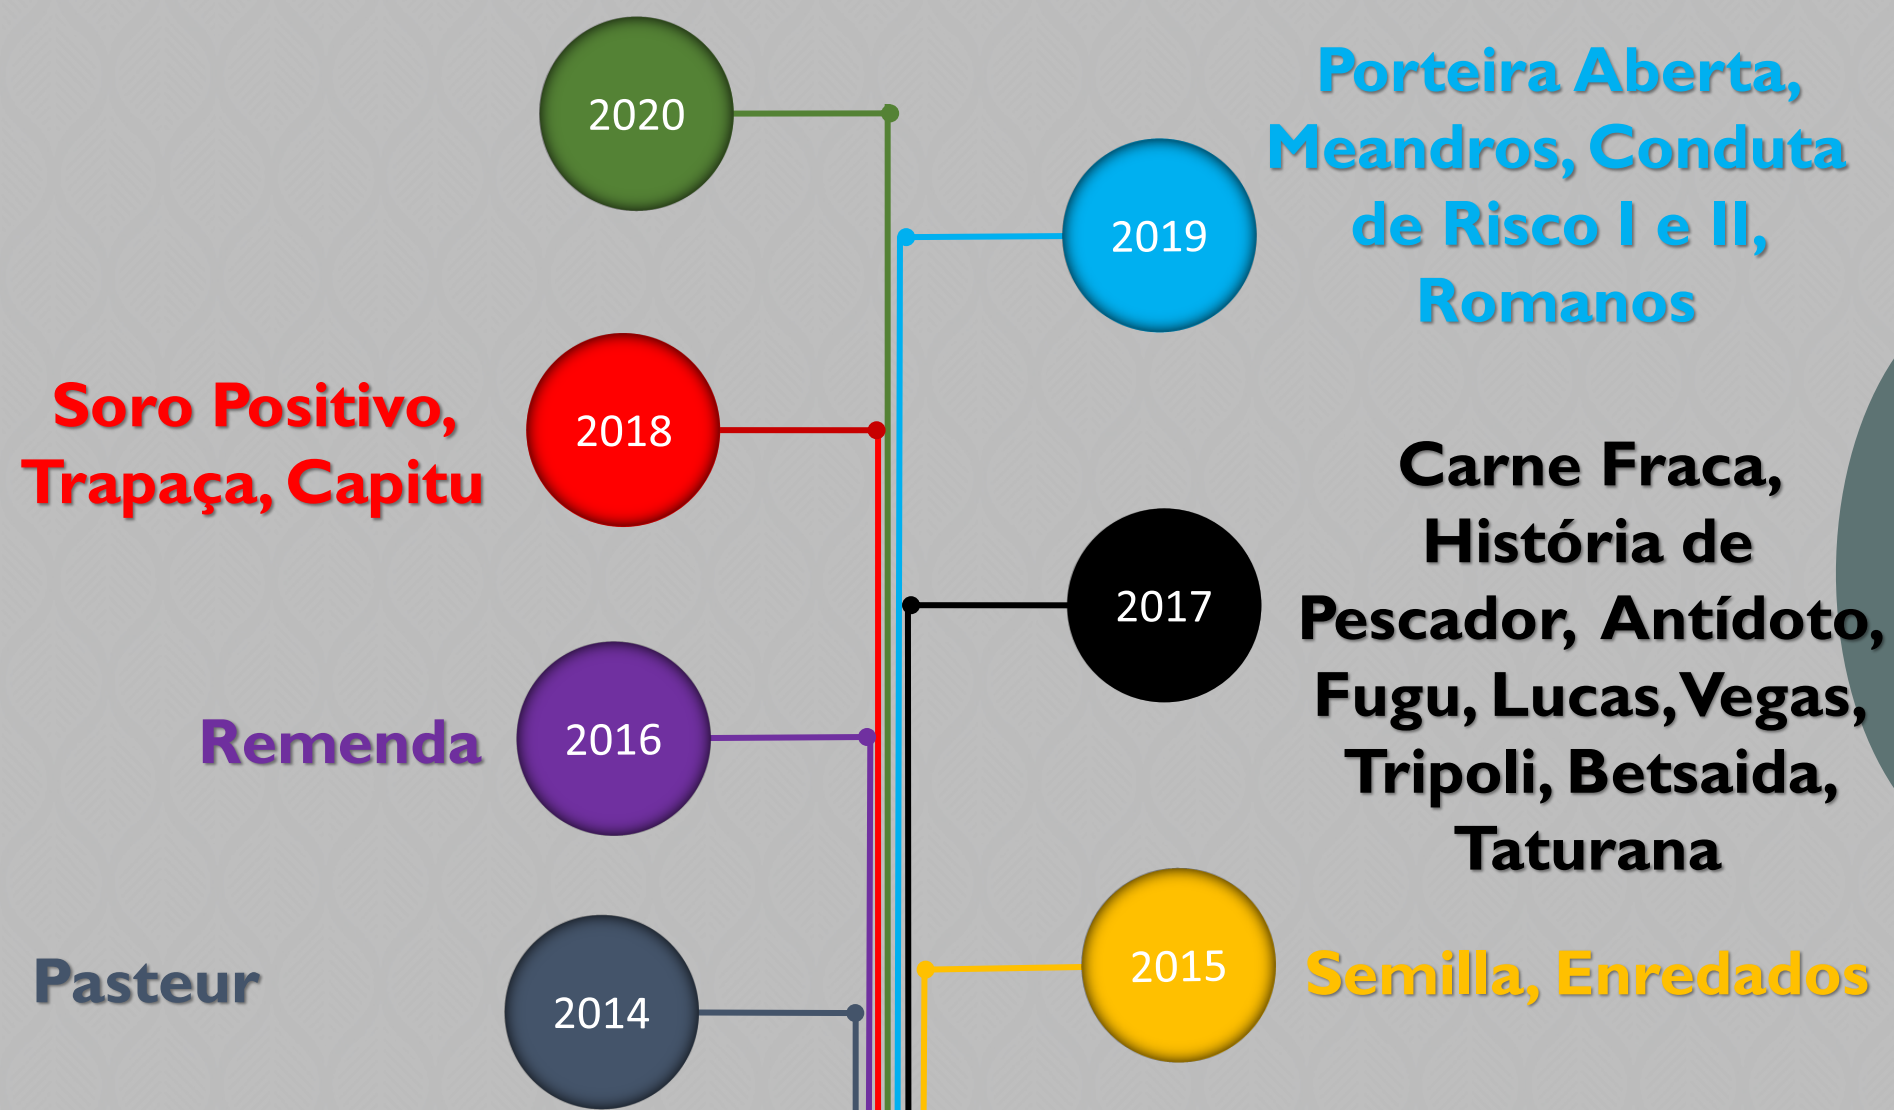 2020
Porteira Aberta,
Meandros, Conduta
de Risco I e II,
Romanos
2019
Soro Positivo,
Trapaça, Capitu
2018
Carne Fraca,
História de
Pescador, Antídoto,
Fugu, Lucas, Vegas,
Tripoli, Betsaida,
Taturana
2017
Remenda
2016
2015
Semilla, Enredados
Pasteur
2014